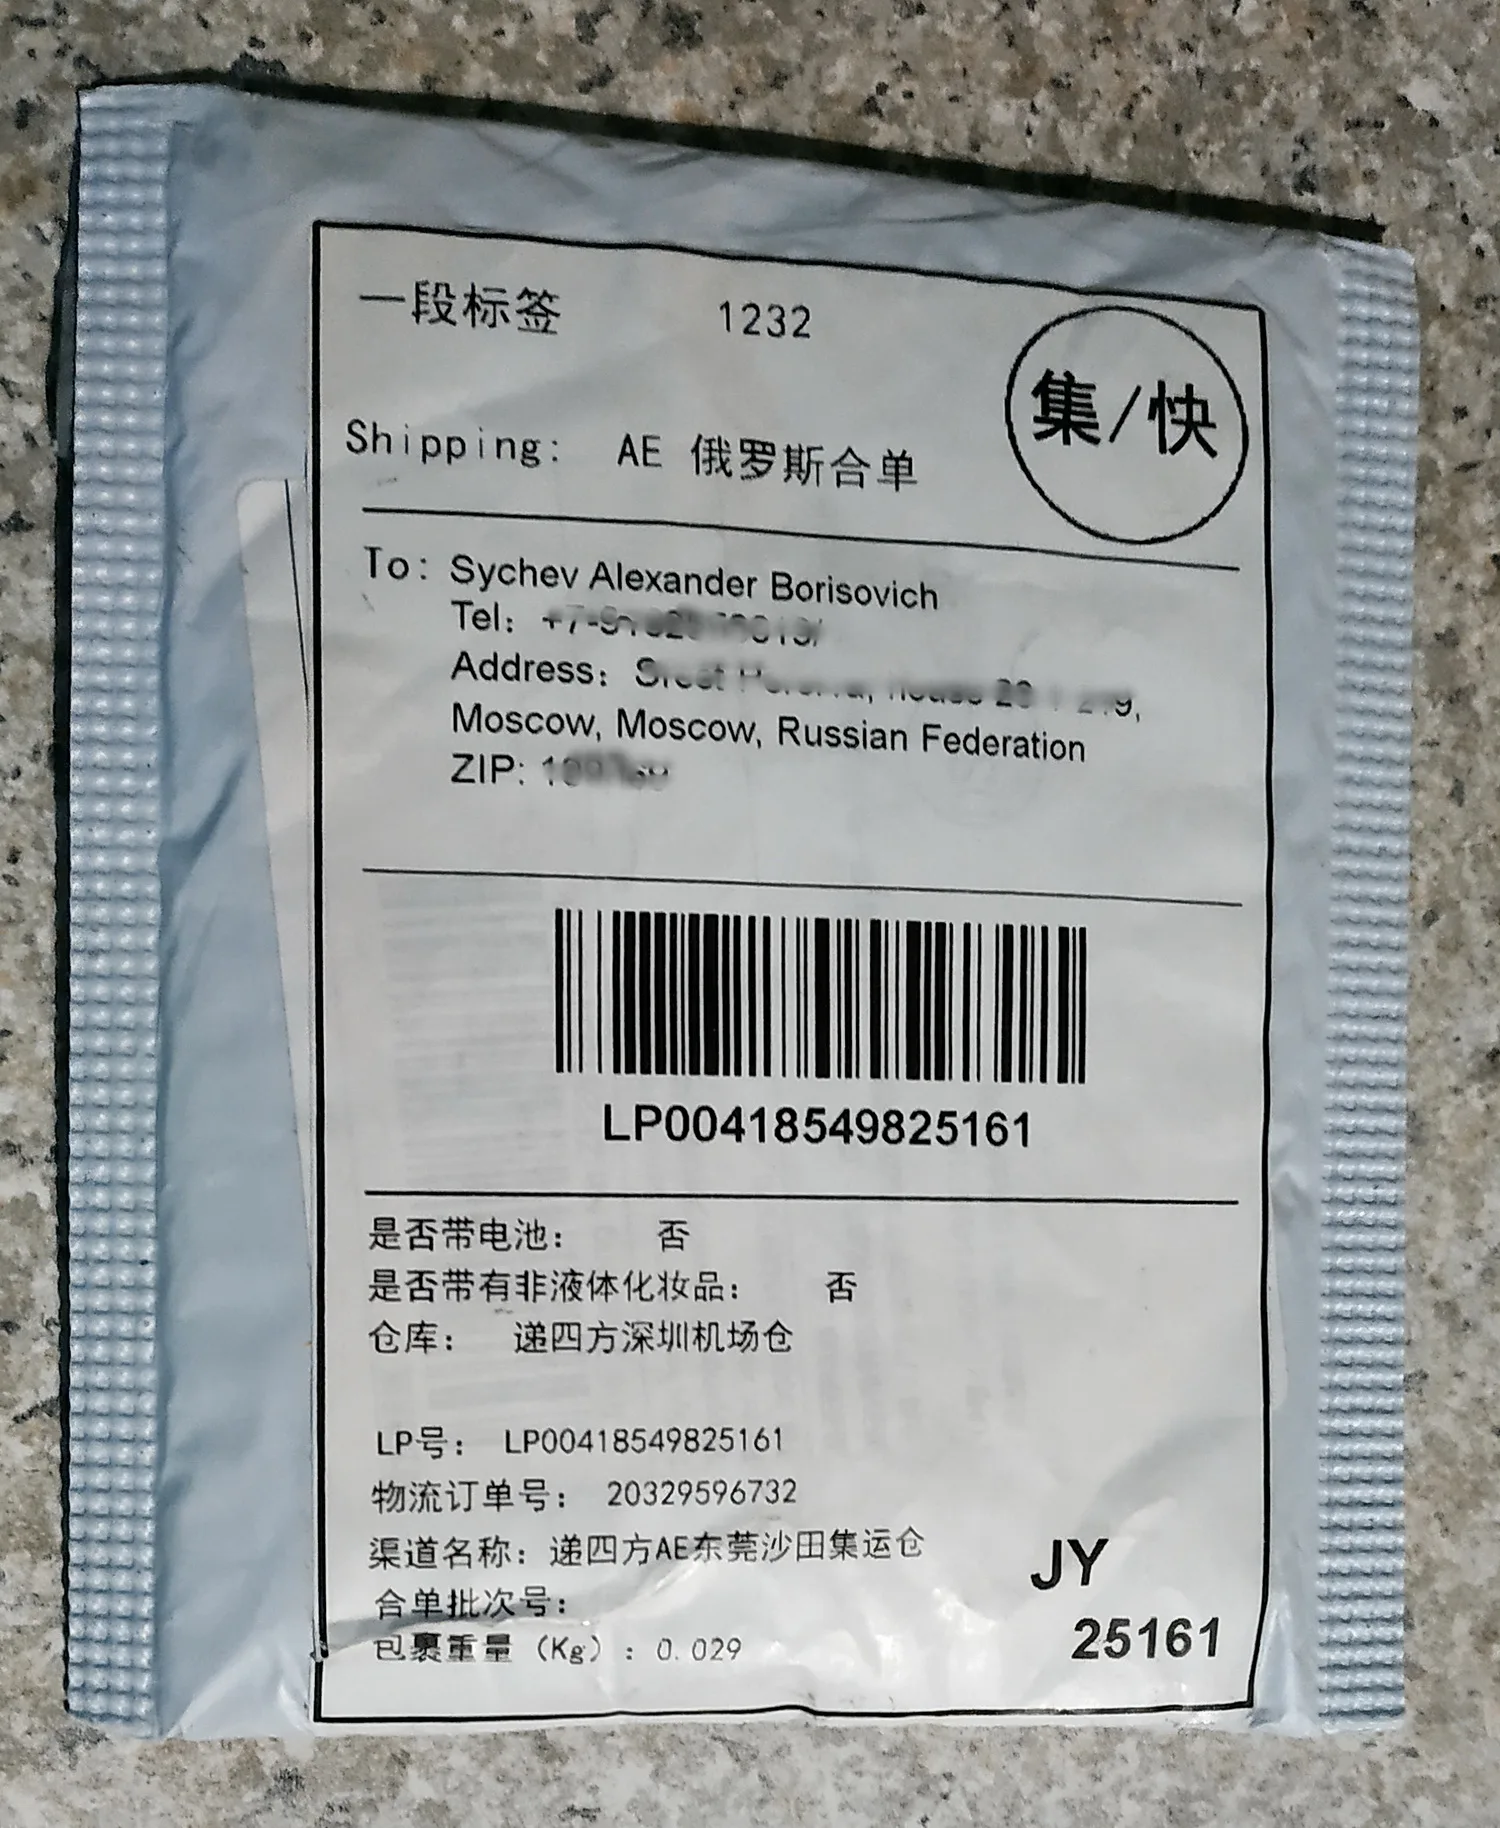 一段标签 1232
集/快
Shipping: AE 俄罗斯合单
To: Sychev Alexander Borisovich
Tel:
Address:
Moscow, Moscow, Russian Federation
ZIP:
LP00418549825161
是否带电池： 否
是否带有非液体化妆品： 否
仓库： 递四方深圳机场仓
LP号： LP00418549825161
物流订单号： 20329596732
渠道名称：递四方AE东莞沙田集运仓
JY
合单批次号：
25161
包裹重量（Kg）：0.029